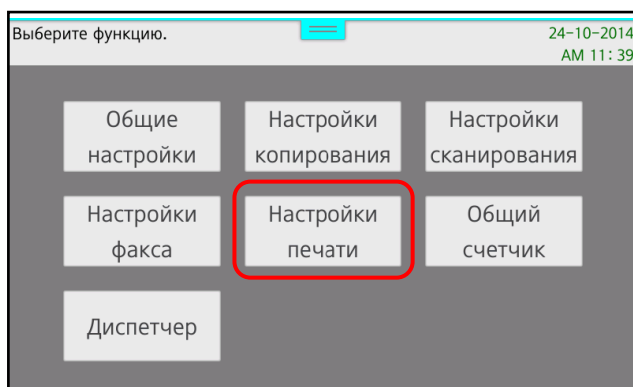 Выберите функцию.
24-10-2014
AM 11:39
Общие
настройки
Настройки
копирования
Настройки
сканирования
Настройки
факса
Настройки
печати
Общий
счетчик
Диспетчер